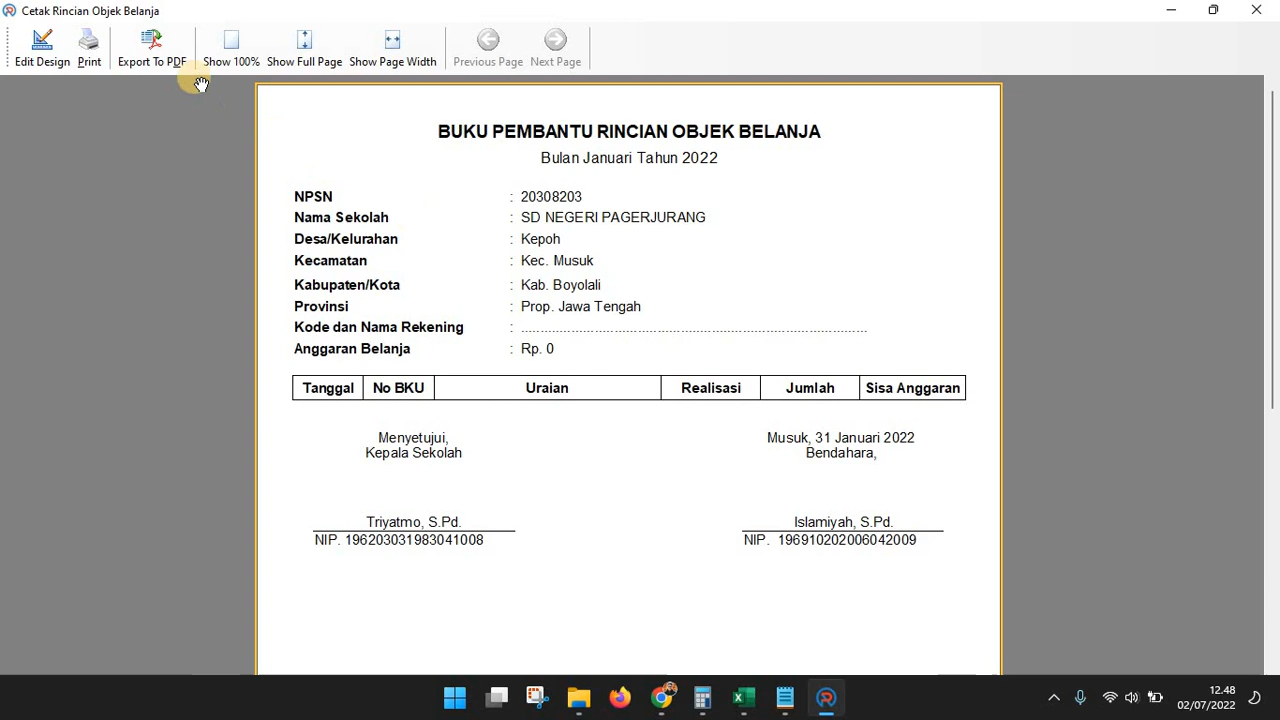 Cetak Rincian Objek Belanja
Edit Design Print Export To PDF Show 100% Show Full Page Show Page Width Previous Page Next Page
BUKU PEMBANTU RINCIAN OBJEK BELANJA
Bulan Januari Tahun 2022
NPSN : 20308203
Nama Sekolah : SD NEGERI PAGERJURANG
Desa/Kelurahan : Kepoh
Kecamatan : Kec. Musuk
Kabupaten/Kota : Kab. Boyolali
Provinsi : Prop. Jawa Tengah
Kode dan Nama Rekening : ....................................................................................
Anggaran Belanja : Rp. 0
Tanggal No BKU Uraian Realisasi Jumlah Sisa Anggaran
Menyetujui, Musuk, 31 Januari 2022
Kepala Sekolah Bendahara,
Triyatmo, S.Pd. Islamiyah, S.Pd.
NIP. 196203031983041008 NIP. 196910202006042009
12.48
02/07/2022